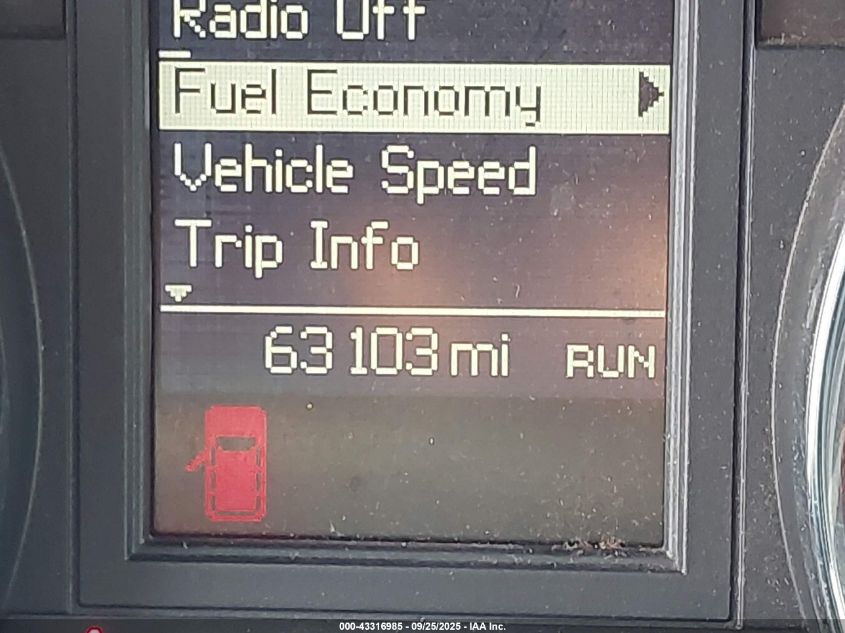 Radio Off
Fuel Economy
Vehicle Speed
Trip Info
63103 mi RUN
000-43316985 - 09/25/2025 - IAA Inc.